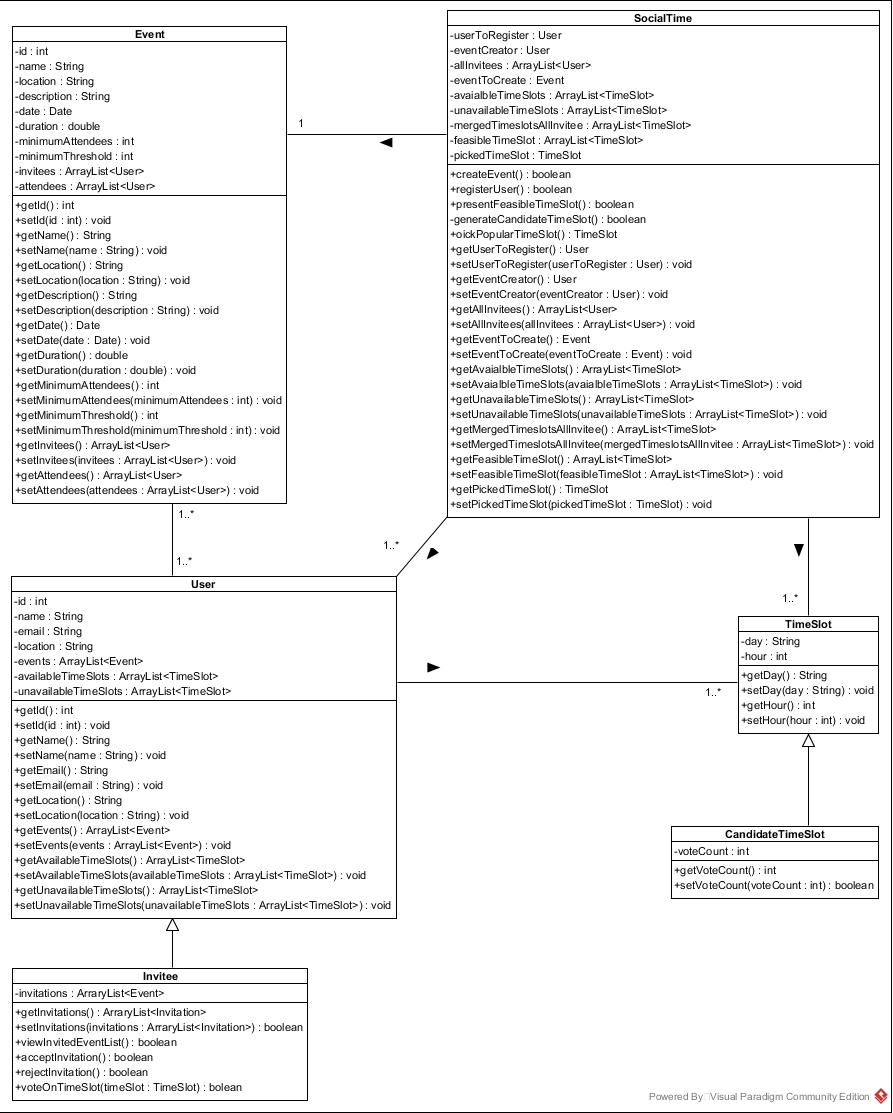 Event
-id : int
-name : String
-location : String
-description : String
-date : Date
-duration : double
-minimumAttendees : int
-minimumThreshold : int
-invitees : ArrayList<User>
-attendees : ArrayList<User>
+getId() : int
+setId(id : int) : void
+getName() : String
+setName(name : String) : void
+getLocation() : String
+setLocation(location : String) : void
+getDescription() : String
+setDescription(description : String) : void
+getDate() : Date
+setDate(date : Date) : void
+getDuration() : double
+setDuration(duration : double) : void
+getMinimumAttendees() : int
+setMinimumAttendees(minimumAttendees : int) : void
+getMinimumThreshold() : int
+setMinimumThreshold(minimumThreshold : int) : void
+getInvitees() : ArrayList<User>
+setInvitees(invitees : ArrayList<User>) : void
+getAttendees() : ArrayList<User>
+setAttendees(attendees : ArrayList<User>) : void
1
SocialTime
-userToRegister : User
-eventCreator : User
-allInvitees : ArrayList<User>
-eventToCreate : Event
-avaialbleTimeSlots : ArrayList<TimeSlot>
-unavailableTimeSlots : ArrayList<TimeSlot>
-mergedTimeslotsAllInvitee : ArrayList<TimeSlot>
-feasibleTimeSlot : ArrayList<TimeSlot>
-pickedTimeSlot : TimeSlot
+createEvent() : boolean
+registerUser() : boolean
+presentFeasibleTimeSlot() : boolean
-generateCandidateTimeSlot() : boolean
+oickPopularTimeSlot() : TimeSlot
+getUserToRegister() : User
+setUserToRegister(userToRegister : User) : void
+getEventCreator() : User
+setEventCreator(eventCreator : User) : void
+getAllInvitees() : ArrayList<User>
+setAllInvitees(allInvitees : ArrayList<User>) : void
+getEventToCreate() : Event
+setEventToCreate(eventToCreate : Event) : void
+getAvaialbleTimeSlots() : ArrayList<TimeSlot>
+setAvaialbleTimeSlots(avaialbleTimeSlots : ArrayList<TimeSlot>) : void
+getUnavailableTimeSlots() : ArrayList<TimeSlot>
+setUnavailableTimeSlots(unavailableTimeSlots : ArrayList<TimeSlot>) : void
+getMergedTimeslotsAllInvitee() : ArrayList<TimeSlot>
+setMergedTimeslotsAllInvitee(mergedTimeslotsAllInvitee : ArrayList<TimeSlot>) : void
+getFeasibleTimeSlot() : ArrayList<TimeSlot>
+setFeasibleTimeSlot(feasibleTimeSlot : ArrayList<TimeSlot>) : void
+getPickedTimeSlot() : TimeSlot
+setPickedTimeSlot(pickedTimeSlot : TimeSlot) : void
1..*
1..*
1..*
1..*
User
-id : int
-name : String
-email : String
-location : String
-events : ArrayList<Event>
-availableTimeSlots : ArrayList<TimeSlot>
-unavailableTimeSlots : ArrayList<TimeSlot>
+getId() : int
+setId(id : int) : void
+getName() : String
+setName(name : String) : void
+getEmail() : String
+setEmail(email : String) : void
+getLocation() : String
+setLocation(location : String) : void
+getEvents() : ArrayList<Event>
+setEvents(events : ArrayList<Event>) : void
+getAvailableTimeSlots() : ArrayList<TimeSlot>
+setAvailableTimeSlots(availableTimeSlots : ArrayList<TimeSlot>) : void
+getUnavailableTimeSlots() : ArrayList<TimeSlot>
+setUnavailableTimeSlots(unavailableTimeSlots : ArrayList<TimeSlot>) : void
1..*
TimeSlot
-day : String
-hour : int
+getDay() : String
+setDay(day : String) : void
+getHour() : int
+setHour(hour : int) : void
CandidateTimeSlot
-voteCount : int
+getVoteCount() : int
+setVoteCount(voteCount : int) : boolean
Invitee
-invitations : ArraryList<Event>
+getInvitations() : ArraryList<Invitation>
+setInvitations(invitations : ArraryList<Invitation>) : boolean
+viewInvitedEventList() : boolean
+acceptInvitation() : boolean
+rejectInvitation() : boolean
+voteOnTimeSlot(timeSlot : TimeSlot) : bolean
Powered By Visual Paradigm Community Edition